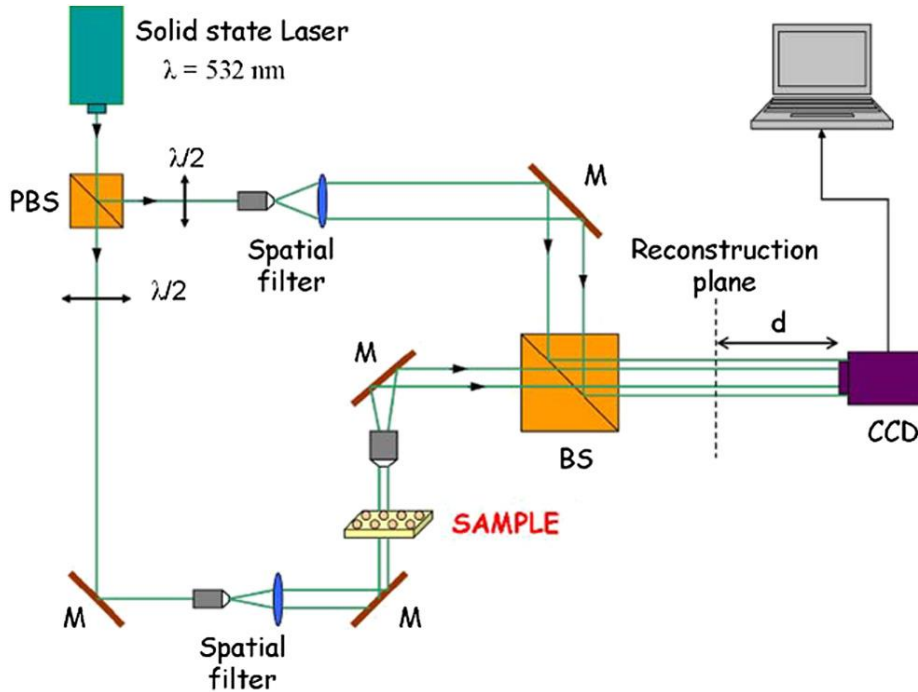 Solid state Laser
λ = 532 nm
λ/2
PBS
M
Spatial
filter
Reconstruction
plane
λ/2
d
M
CCD
BS
SAMPLE
M
M
Spatial
filter